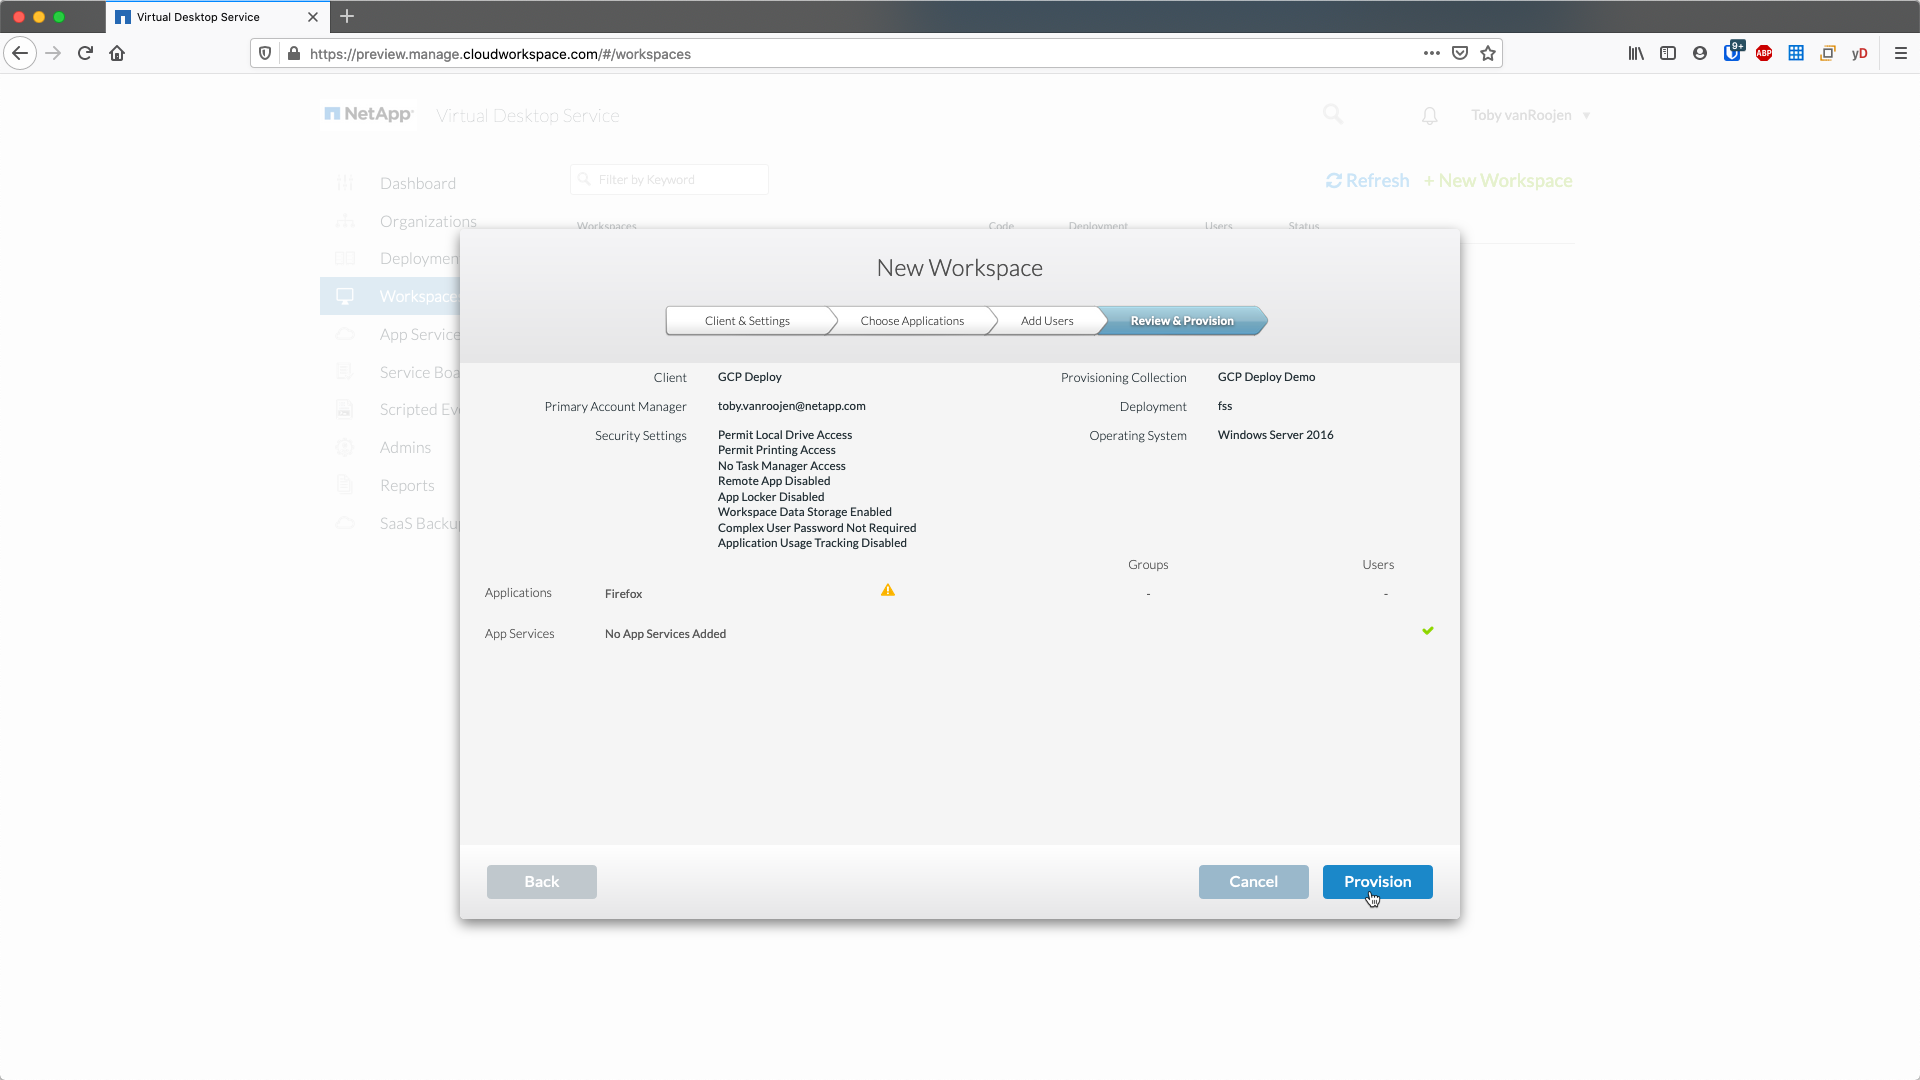 Virtual Desktop Service
https://preview.manage.cloudworkspace.com/#/workspaces
9+
ABP
yD
NetApp
Virtual Desktop Service
Toby vanRoojen
Dashboard
Filter by Keyword
Refresh
+ New Workspace
Organizations
Workspaces
Code
Deployment
Users
Status
Deploymen
Workspace
App Service
Service Boa
Scripted Eve
Admins
Reports
SaaS Backu
New Workspace
Client & Settings
Choose Applications
Add Users
Review & Provision
Client
GCP Deploy
Provisioning Collection
GCP Deploy Demo
Primary Account Manager
toby.vanroojen@netapp.com
Deployment
fss
Security Settings
Permit Local Drive Access
Operating System
Windows Server 2016
Permit Printing Access
No Task Manager Access
Remote App Disabled
App Locker Disabled
Workspace Data Storage Enabled
Complex User Password Not Required
Application Usage Tracking Disabled
Groups
Users
Applications
Firefox
-
-
App Services
No App Services Added
Back
Cancel
Provision